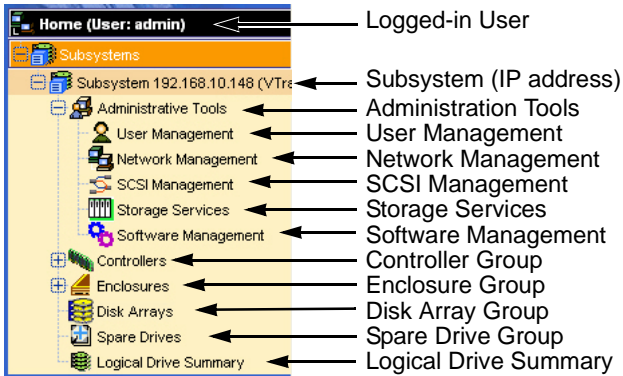 Home (User: admin) Logged-in User
Subsystems
Subsystem 192.168.10.148 (VTra Subsystem (IP address)
Administrative Tools Administration Tools
User Management User Management
Network Management Network Management
SCSI Management SCSI Management
Storage Services Storage Services
Software Management Software Management
Controllers Controller Group
Enclosures Enclosure Group
Disk Arrays Disk Array Group
Spare Drives Spare Drive Group
Logical Drive Summary Logical Drive Summary